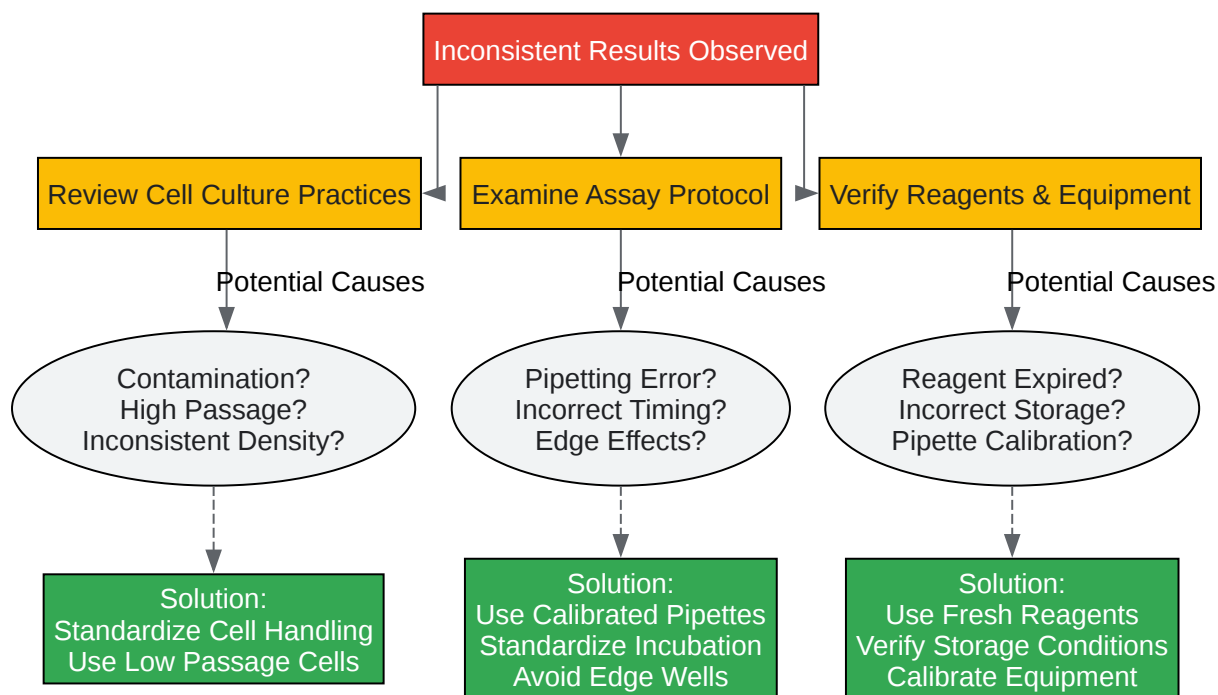 Inconsistent Results Observed
Review Cell Culture Practices
Examine Assay Protocol
Verify Reagents & Equipment
Potential Causes
Potential Causes
Potential Causes
Contamination?
High Passage?
Inconsistent Density?
Pipetting Error?
Incorrect Timing?
Edge Effects?
Reagent Expired?
Incorrect Storage?
Pipette Calibration?
Solution:
Standardize Cell Handling
Use Low Passage Cells
Solution:
Use Calibrated Pipettes
Standardize Incubation
Avoid Edge Wells
Solution:
Use Fresh Reagents
Verify Storage Conditions
Calibrate Equipment